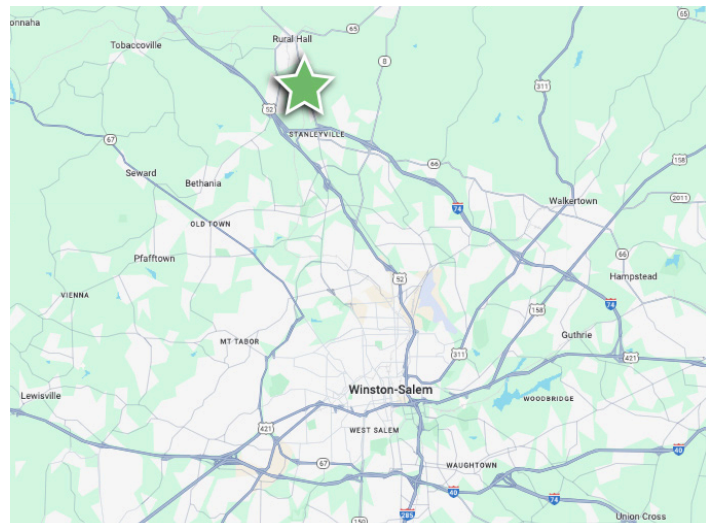 onnaha
Rural Hall
65
Tobaccoville
8
311
52
STANLEYVILLE
67
66
158
Seward
Bethania
74
Walkertown
2011
OLD TOWN
66
Pfafftown
52
Hampstead
VIENNA
74
158
Guthrie
MT TABOR
311
421
Winston-Salem
Lewisville
WOODBRIDGE
421
WEST SALEM
67
WAUGHTOWN
40
40
74
285
150
Union Cross